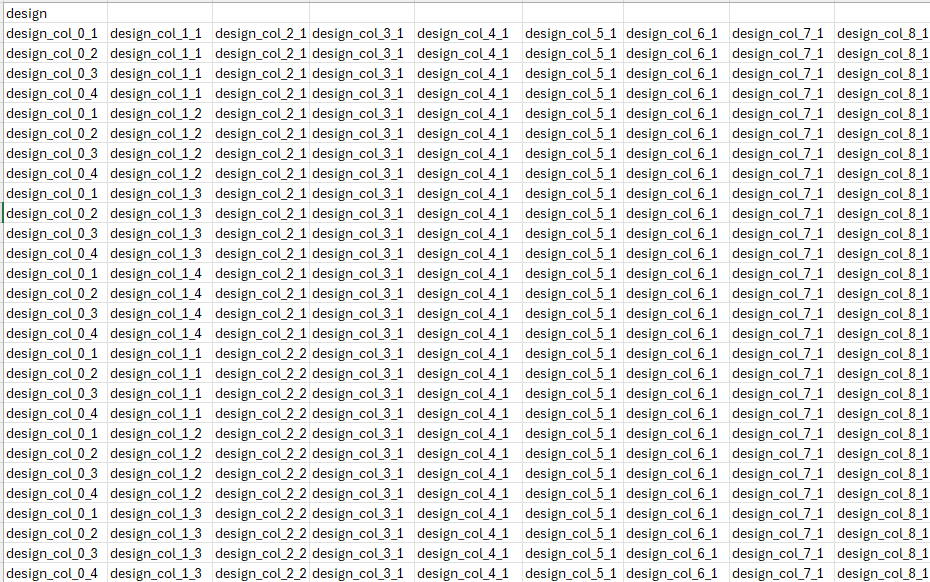 design
design_col_0_1 design_col_1_1 design_col_2_1 design_col_3_1 design_col_4_1 design_col_5_1 design_col_6_1 design_col_7_1 design_col_8_1
design_col_0_2 design_col_1_1 design_col_2_1 design_col_3_1 design_col_4_1 design_col_5_1 design_col_6_1 design_col_7_1 design_col_8_1
design_col_0_3 design_col_1_1 design_col_2_1 design_col_3_1 design_col_4_1 design_col_5_1 design_col_6_1 design_col_7_1 design_col_8_1
design_col_0_4 design_col_1_1 design_col_2_1 design_col_3_1 design_col_4_1 design_col_5_1 design_col_6_1 design_col_7_1 design_col_8_1
design_col_0_1 design_col_1_2 design_col_2_1 design_col_3_1 design_col_4_1 design_col_5_1 design_col_6_1 design_col_7_1 design_col_8_1
design_col_0_2 design_col_1_2 design_col_2_1 design_col_3_1 design_col_4_1 design_col_5_1 design_col_6_1 design_col_7_1 design_col_8_1
design_col_0_3 design_col_1_2 design_col_2_1 design_col_3_1 design_col_4_1 design_col_5_1 design_col_6_1 design_col_7_1 design_col_8_1
design_col_0_4 design_col_1_2 design_col_2_1 design_col_3_1 design_col_4_1 design_col_5_1 design_col_6_1 design_col_7_1 design_col_8_1
design_col_0_1 design_col_1_3 design_col_2_1 design_col_3_1 design_col_4_1 design_col_5_1 design_col_6_1 design_col_7_1 design_col_8_1
design_col_0_2 design_col_1_3 design_col_2_1 design_col_3_1 design_col_4_1 design_col_5_1 design_col_6_1 design_col_7_1 design_col_8_1
design_col_0_3 design_col_1_3 design_col_2_1 design_col_3_1 design_col_4_1 design_col_5_1 design_col_6_1 design_col_7_1 design_col_8_1
design_col_0_4 design_col_1_3 design_col_2_1 design_col_3_1 design_col_4_1 design_col_5_1 design_col_6_1 design_col_7_1 design_col_8_1
design_col_0_1 design_col_1_4 design_col_2_1 design_col_3_1 design_col_4_1 design_col_5_1 design_col_6_1 design_col_7_1 design_col_8_1
design_col_0_2 design_col_1_4 design_col_2_1 design_col_3_1 design_col_4_1 design_col_5_1 design_col_6_1 design_col_7_1 design_col_8_1
design_col_0_3 design_col_1_4 design_col_2_1 design_col_3_1 design_col_4_1 design_col_5_1 design_col_6_1 design_col_7_1 design_col_8_1
design_col_0_4 design_col_1_4 design_col_2_1 design_col_3_1 design_col_4_1 design_col_5_1 design_col_6_1 design_col_7_1 design_col_8_1
design_col_0_1 design_col_1_1 design_col_2_2 design_col_3_1 design_col_4_1 design_col_5_1 design_col_6_1 design_col_7_1 design_col_8_1
design_col_0_2 design_col_1_1 design_col_2_2 design_col_3_1 design_col_4_1 design_col_5_1 design_col_6_1 design_col_7_1 design_col_8_1
design_col_0_3 design_col_1_1 design_col_2_2 design_col_3_1 design_col_4_1 design_col_5_1 design_col_6_1 design_col_7_1 design_col_8_1
design_col_0_4 design_col_1_1 design_col_2_2 design_col_3_1 design_col_4_1 design_col_5_1 design_col_6_1 design_col_7_1 design_col_8_1
design_col_0_1 design_col_1_2 design_col_2_2 design_col_3_1 design_col_4_1 design_col_5_1 design_col_6_1 design_col_7_1 design_col_8_1
design_col_0_2 design_col_1_2 design_col_2_2 design_col_3_1 design_col_4_1 design_col_5_1 design_col_6_1 design_col_7_1 design_col_8_1
design_col_0_3 design_col_1_2 design_col_2_2 design_col_3_1 design_col_4_1 design_col_5_1 design_col_6_1 design_col_7_1 design_col_8_1
design_col_0_4 design_col_1_2 design_col_2_2 design_col_3_1 design_col_4_1 design_col_5_1 design_col_6_1 design_col_7_1 design_col_8_1
design_col_0_1 design_col_1_3 design_col_2_2 design_col_3_1 design_col_4_1 design_col_5_1 design_col_6_1 design_col_7_1 design_col_8_1
design_col_0_2 design_col_1_3 design_col_2_2 design_col_3_1 design_col_4_1 design_col_5_1 design_col_6_1 design_col_7_1 design_col_8_1
design_col_0_3 design_col_1_3 design_col_2_2 design_col_3_1 design_col_4_1 design_col_5_1 design_col_6_1 design_col_7_1 design_col_8_1
design_col_0_4 design_col_1_3 design_col_2_2 design_col_3_1 design_col_4_1 design_col_5_1 design_col_6_1 design_col_7_1 design_col_8_1